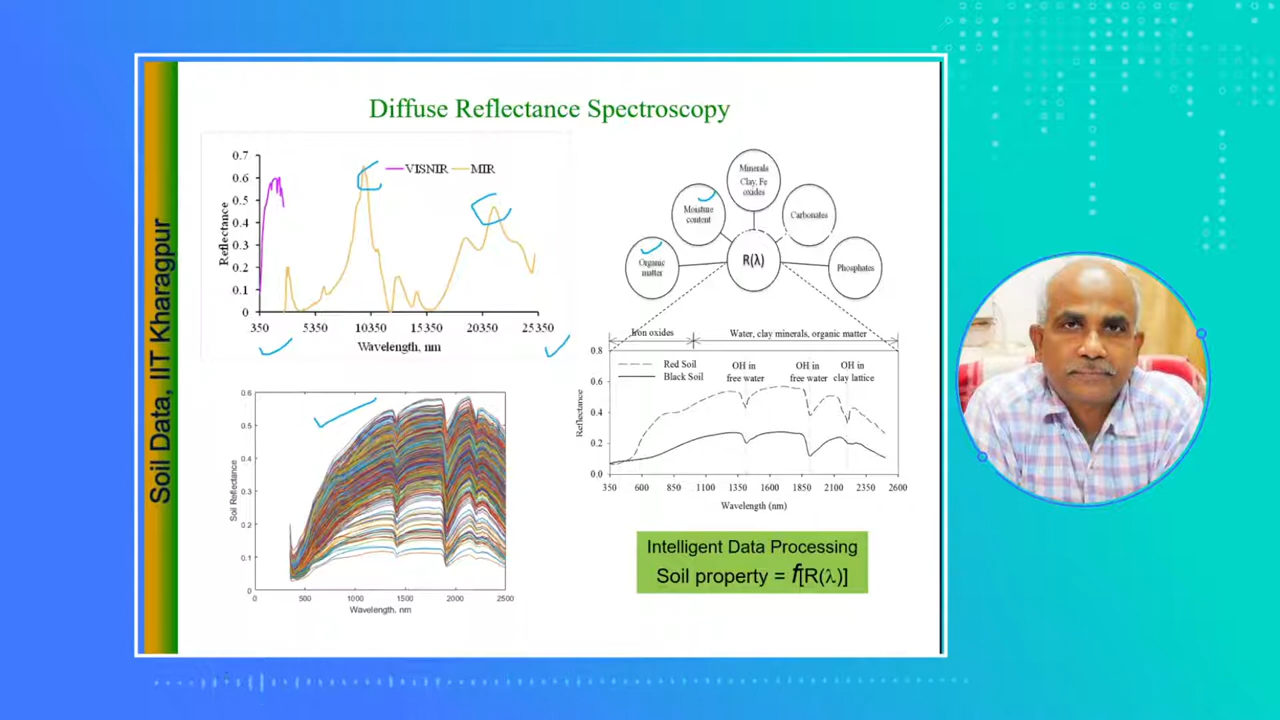 Diffuse Reflectance Spectroscopy
Soil Data, IIT Kharagpur
0.7
0.6
0.5
0.4
0.3
0.2
0.1
0
Reflectance
VISNIR
MIR
350
5350
10350
15350
20350
25350
Wavelength, nm
Minerals
Clay, Fe
oxides
Moisture
content
Carbonates
Organic
matter
R(λ)
Phosphates
Iron oxides
Water, clay minerals, organic matter
0.8
0.6
0.4
0.2
0.0
Reflectance
Red Soil
Black Soil
OH in
free water
OH in
free water
OH in
clay lattice
350
600
850
1100
1350
1600
1850
2100
2350
2600
Wavelength (nm)
0.6
0.5
0.4
0.3
0.2
0.1
0
Soil Reflectance
0
500
1000
1500
2000
2500
Wavelength, nm
Intelligent Data Processing
Soil property = f[R(λ)]